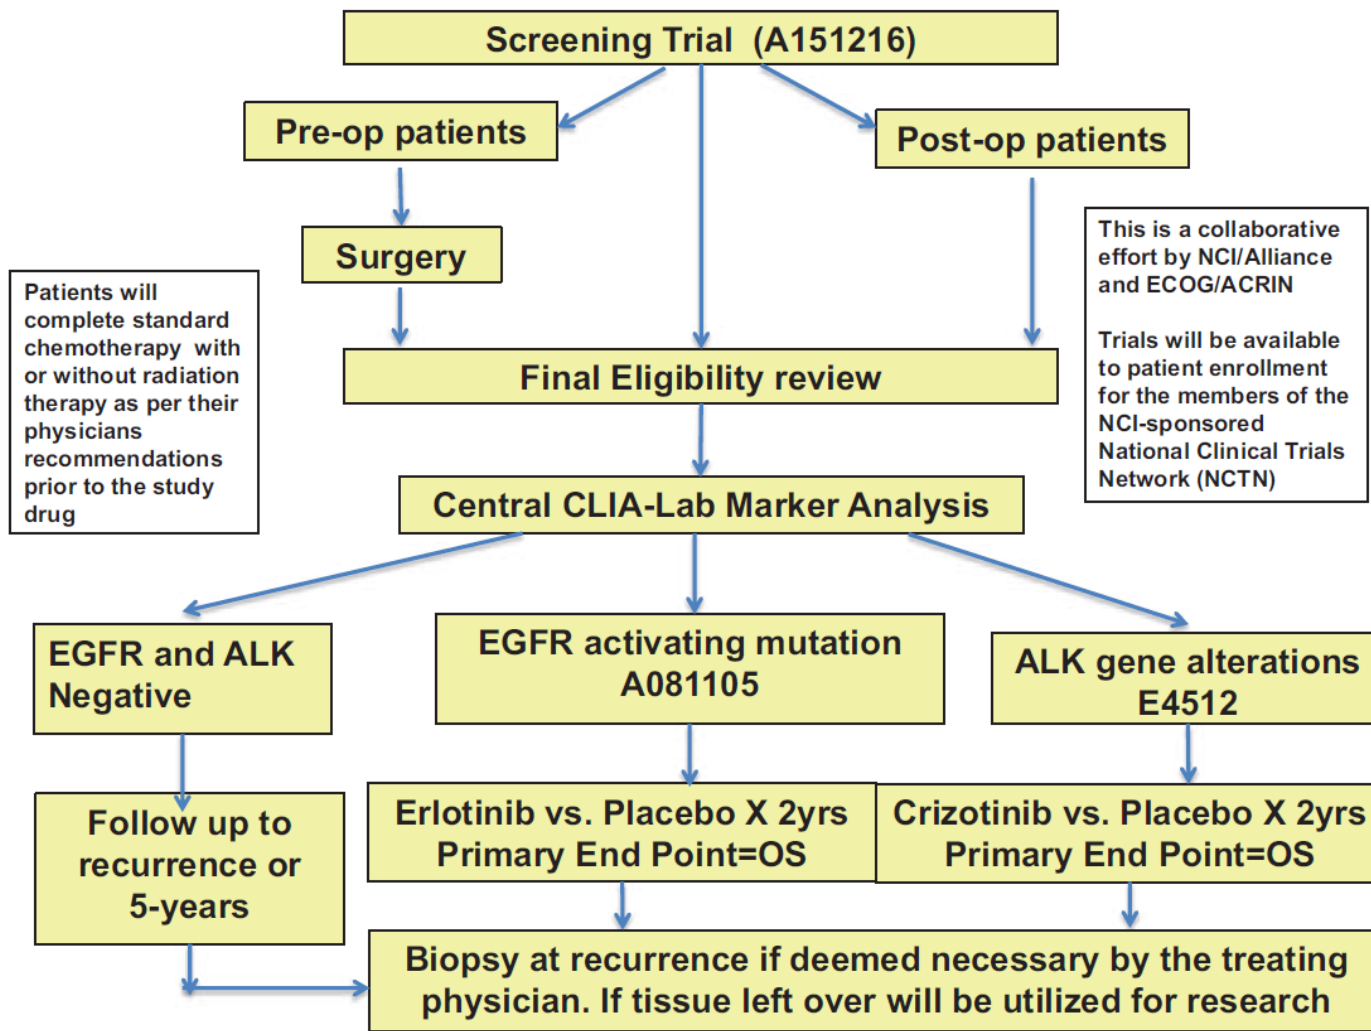 Screening Trial  (A151216)
Pre-op patients
Post-op patients
Surgery
This is a collaborative
effort by NCI/Alliance
and ECOG/ACRIN
Trials will be available
to patient enrollment
for the members of the
NCI-sponsored
National Clinical Trials
Network (NCTN)
Patients will
complete standard
chemotherapy  with
or without radiation
therapy as per their
physicians
recommendations
prior to the study
drug
Final Eligibility review
Central CLIA-Lab Marker Analysis
EGFR and ALK
Negative
EGFR activating mutation
A081105
ALK gene alterations
E4512
Follow up to
recurrence or
5-years
Erlotinib vs. Placebo X 2yrs
Primary End Point=OS
Crizotinib vs. Placebo X 2yrs
Primary End Point=OS
Biopsy at recurrence if deemed necessary by the treating
physician. If tissue left over will be utilized for research